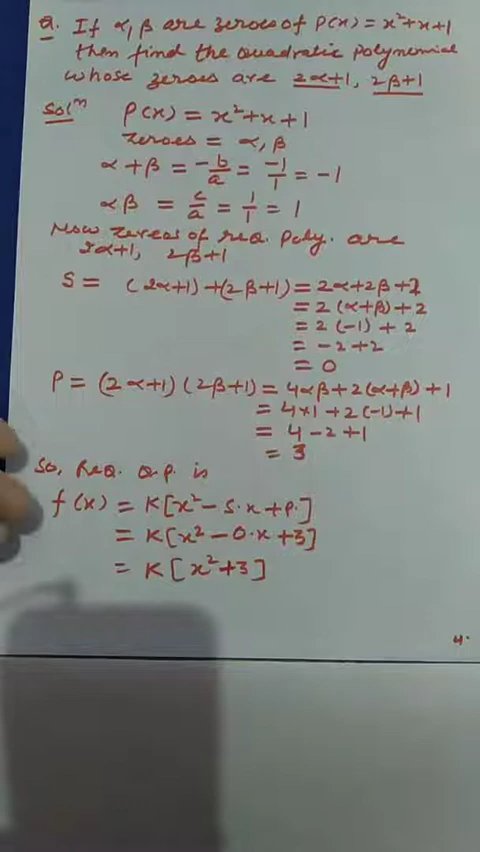 Q. If α, β are zeroes of P(x) = x²+x+1
then find the Quadratic Polynomial
whose zeroes are 2α+1, 2β+1
Solⁿ P(x) = x²+x+1
zeroes = α, β
α+β = -b/a = -1/1 = -1
αβ = c/a = 1/1 = 1
Now zeroes of req. Poly. are
2α+1, 2β+1
S = (2α+1)+(2β+1) = 2α+2β+2
= 2(α+β)+2
= 2(-1)+2
= -2+2
= 0
P = (2α+1)(2β+1) = 4αβ+2(α+β)+1
= 4×1+2(-1)+1
= 4-2+1
= 3
So, Req. Q.P. is
f(x) = K[x²-S·x+P·]
= K[x²-0·x+3]
= K[x²+3]
4.